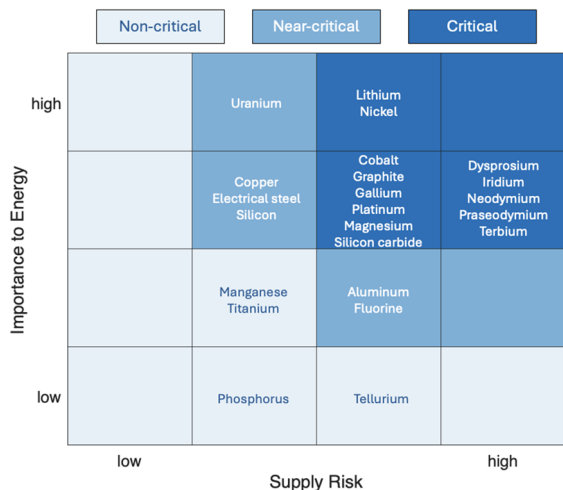 Non-critical
Near-critical
Critical
Importance to Energy
high
Uranium
Lithium
Nickel
Copper
Electrical steel
Silicon
Cobalt
Graphite
Gallium
Platinum
Magnesium
Silicon carbide
Dysprosium
Iridium
Neodymium
Praseodymium
Terbium
Manganese
Titanium
Aluminum
Fluorine
low
Phosphorus
Tellurium
low
high
Supply Risk